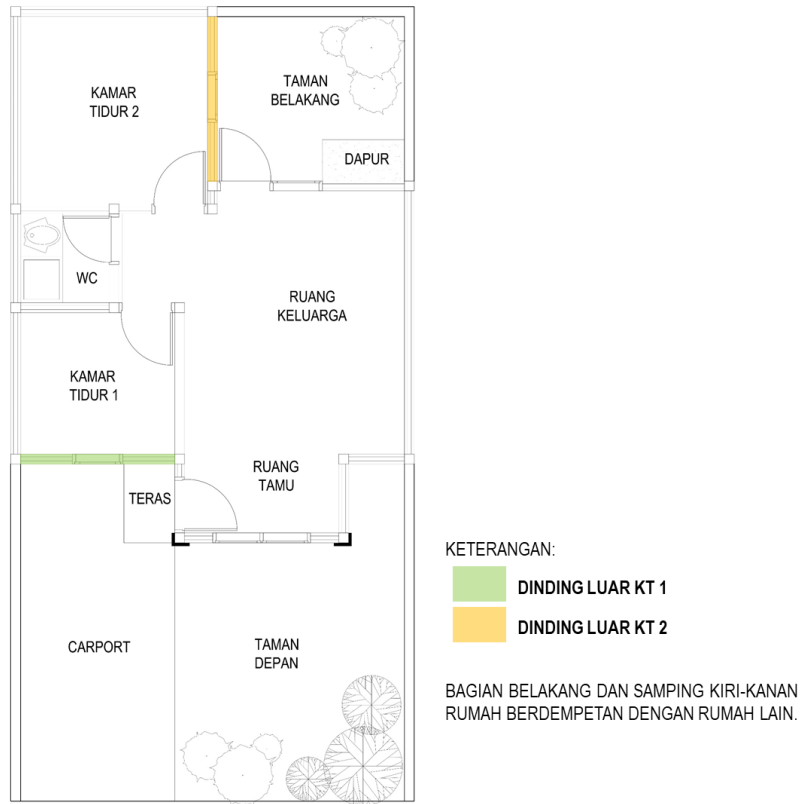 KAMAR
TIDUR 2
TAMAN
BELAKANG
DAPUR
WC
RUANG
KELUARGA
KAMAR
TIDUR 1
RUANG
TAMU
TERAS
CARPORT
TAMAN
DEPAN
KETERANGAN:
DINDING LUAR KT 1
DINDING LUAR KT 2
BAGIAN BELAKANG DAN SAMPING KIRI-KANAN
RUMAH BERDEMPETAN DENGAN RUMAH LAIN.